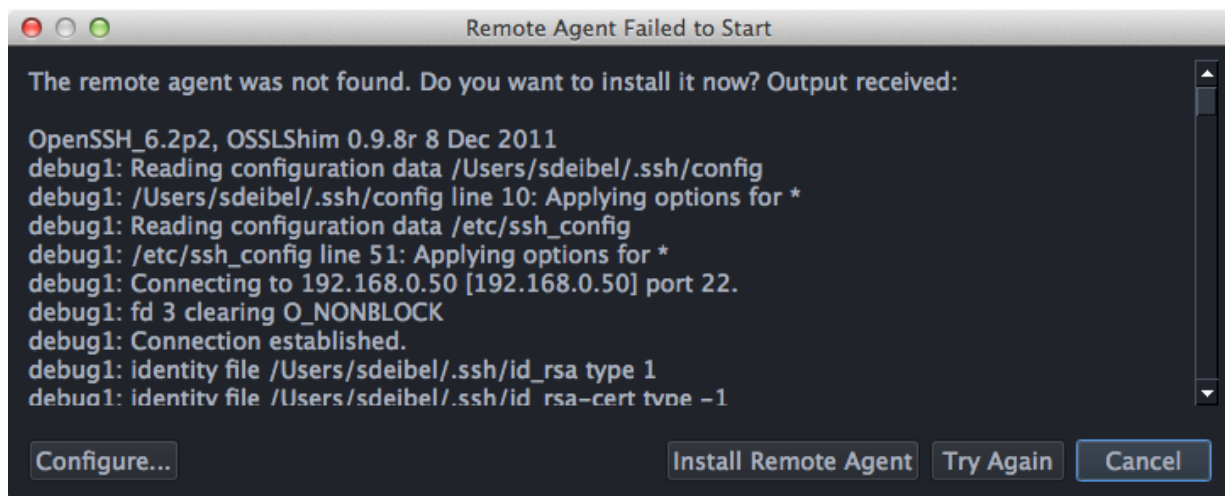 Remote Agent Failed to Start
The remote agent was not found. Do you want to install it now? Output received:
OpenSSH_6.2p2, OSSLShim 0.9.8r 8 Dec 2011
debug1: Reading configuration data /Users/sdeibel/.ssh/config
debug1: /Users/sdeibel/.ssh/config line 10: Applying options for *
debug1: Reading configuration data /etc/ssh_config
debug1: /etc/ssh_config line 51: Applying options for *
debug1: Connecting to 192.168.0.50 [192.168.0.50] port 22.
debug1: fd 3 clearing O_NONBLOCK
debug1: Connection established.
debug1: identity file /Users/sdeibel/.ssh/id_rsa type 1
debug1: identity file /Users/sdeibel/.ssh/id_rsa-cert type -1
Configure... Install Remote Agent Try Again Cancel